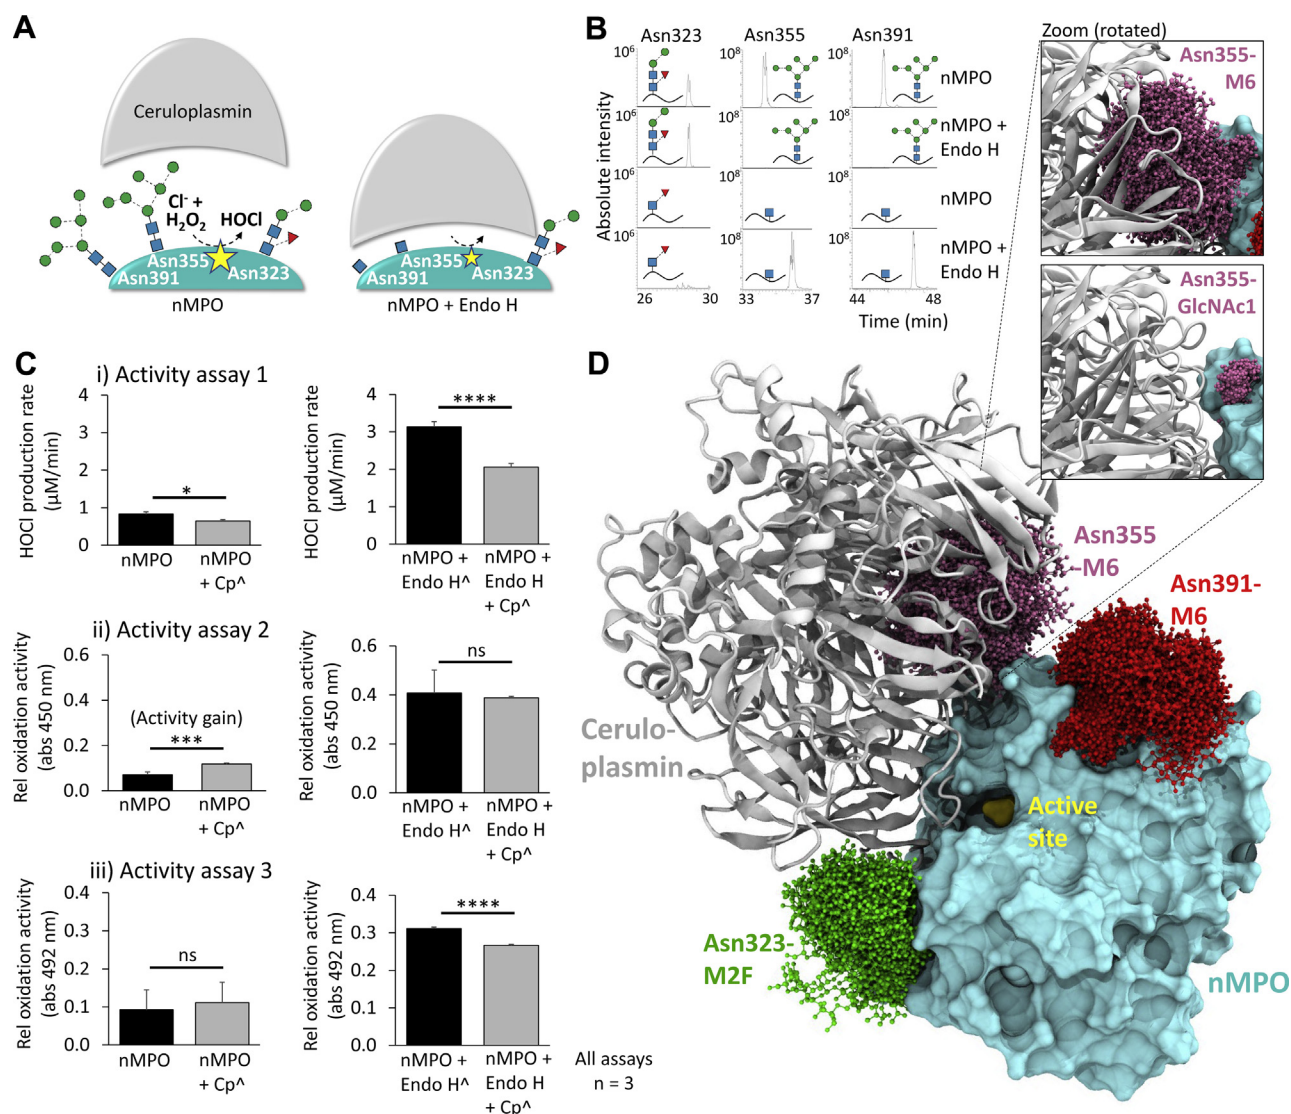 A
Ceruloplasmin
Cl⁻ +
H₂O₂
HOCl
Asn355
Asn391
Asn323
nMPO
Asn355
Asn391
Asn323
nMPO + Endo H
B
Asn323
Asn355
Asn391
Absolute intensity
10⁶
10⁸
10⁸
nMPO
10⁶
10⁸
10⁸
nMPO +
Endo H
10⁶
10⁸
10⁸
nMPO
10⁶
10⁸
10⁸
nMPO +
Endo H
26
30
33
37
44
48
Time (min)
Zoom (rotated)
Asn355-
M6
Asn355-
GlcNAc1
C
i) Activity assay 1
HOCl production rate
(µM/min)
4
3
2
1
0
*
nMPO
nMPO
+ Cp^
HOCl production rate
(µM/min)
4
3
2
1
0
****
nMPO +
Endo H^
nMPO +
Endo H
+ Cp^
ii) Activity assay 2
Rel oxidation activity
(abs 450 nm)
0.6
0.4
0.2
0.0
(Activity gain)
***
nMPO
nMPO
+ Cp^
Rel oxidation activity
(abs 450 nm)
0.6
0.4
0.2
0.0
ns
nMPO +
Endo H^
nMPO +
Endo H
+ Cp^
iii) Activity assay 3
Rel oxidation activity
(abs 492 nm)
0.4
0.3
0.2
0.1
0.0
ns
nMPO
nMPO
+ Cp^
Rel oxidation activity
(abs 492 nm)
0.4
0.3
0.2
0.1
0.0
****
nMPO +
Endo H^
nMPO +
Endo H
+ Cp^
All assays
n = 3
D
Asn355
-M6
Asn391-
M6
Cerulo-
plasmin
Active
site
Asn323-
M2F
nMPO